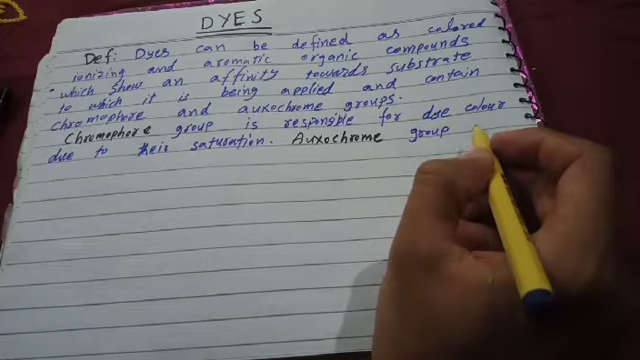 DYES
Def: Dyes can be defined as colored
ionizing and aromatic organic compounds
which show an affinity towards substrate
to which it is being applied and contain
chromophore and auxochrome groups.
Chromophore group is responsible for dye colour
due to their saturation. Auxochrome group